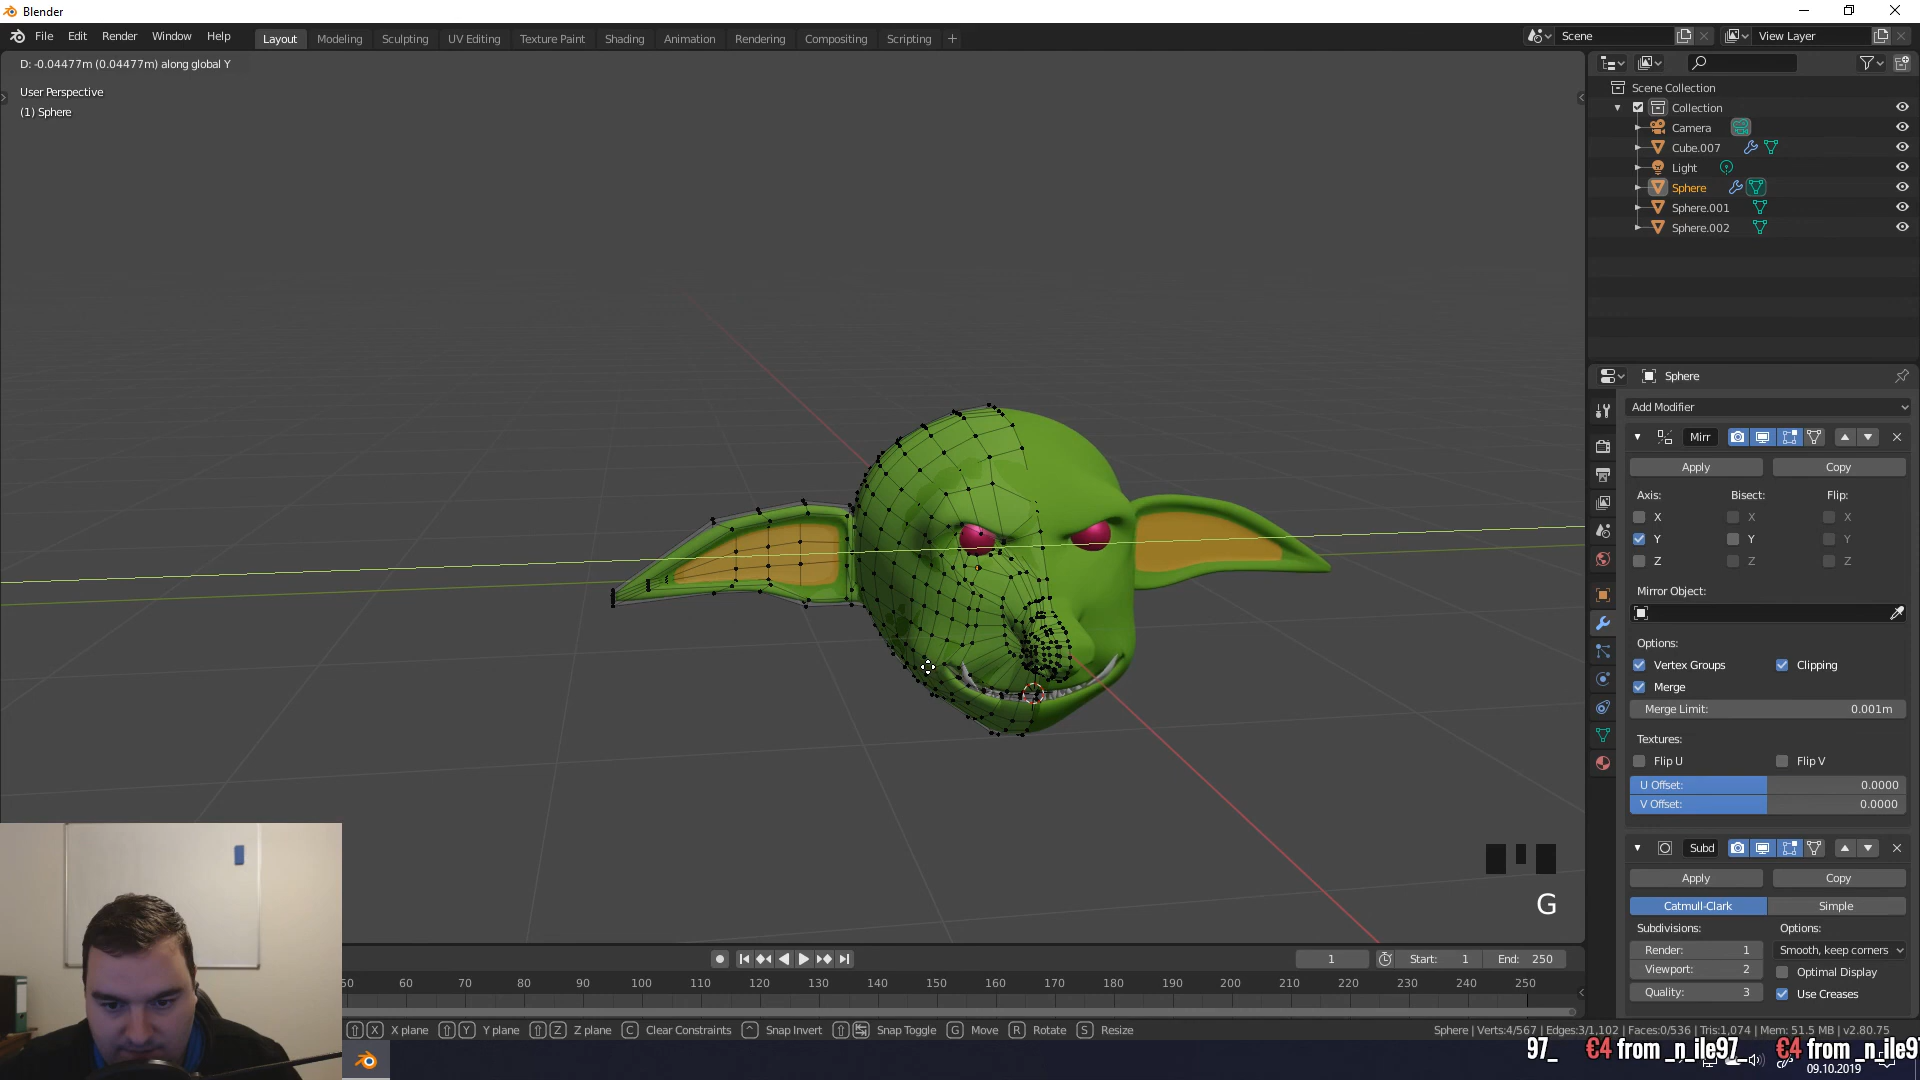 Blender
File Edit Render Window Help Layout Modeling Sculpting UV Editing Texture Paint Shading Animation Rendering Compositing Scripting + Scene View Layer
D: -0.04477m (0.04477m) along global Y
User Perspective
(1) Sphere
Scene Collection
Collection
Camera
Cube.007
Light
Sphere
Sphere.001
Sphere.002
Sphere
Add Modifier
Mirr
Apply Copy
Axis: Bisect: Flip:
X X X
Y Y Y
Z Z Z
Mirror Object:
Options:
Vertex Groups Clipping
Merge
Merge Limit: 0.001m
Textures:
Flip U Flip V
U Offset: 0.0000
V Offset: 0.0000
Subd
Apply Copy
Catmull-Clark Simple
Subdivisions: Options:
Render: 1 Smooth, keep corners
Viewport: 2 Optimal Display
Quality: 3 Use Creases
G
1 Start: 1 End: 250
50 60 70 80 90 100 110 120 130 140 150 160 170 180 190 200 210 220 230 240 250
X X plane Y Y plane Z Z plane C Clear Constraints ^ Snap Invert Snap Toggle G Move R Rotate S Resize
Sphere | Verts:4/567 | Edges:3/1,102 | Faces:0/536 | Tris:1,074 | Mem: 51.5 MB | v2.80.75
97_ €4 from _n_ile97_ €4 from _n_ile9
09.10.2019